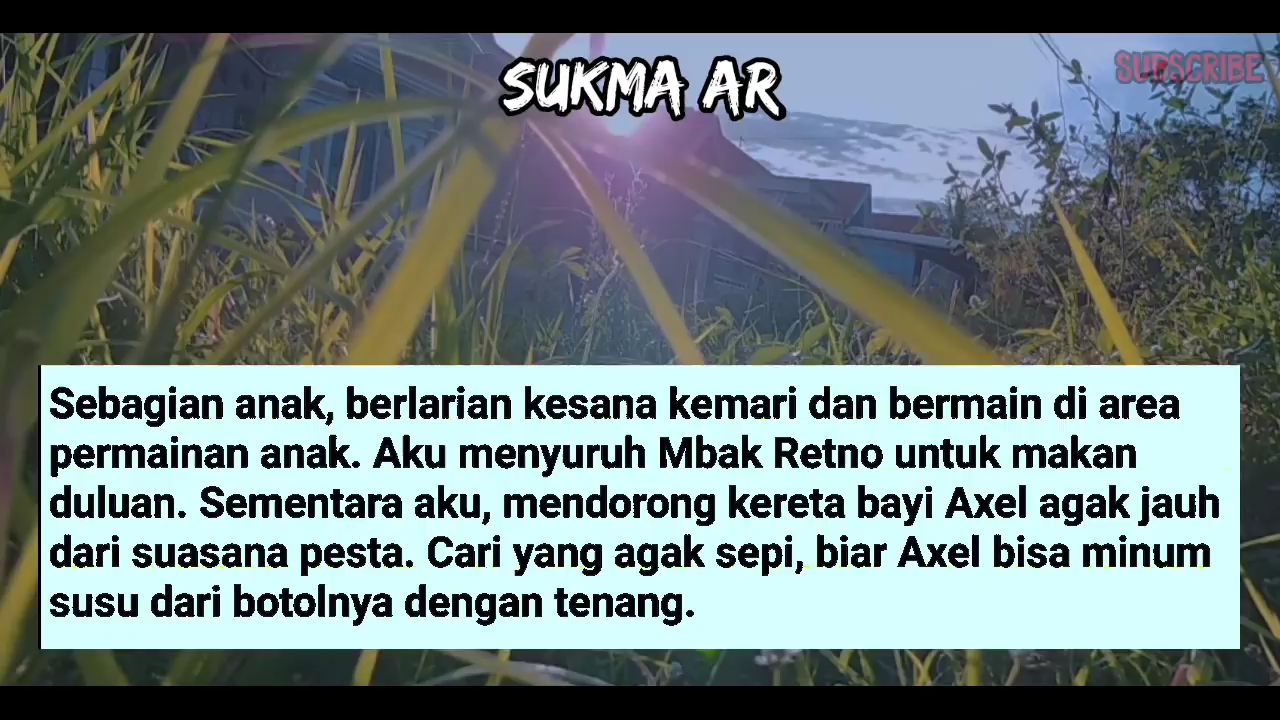 SUKMA AR
SUBSCRIBE
Sebagian anak, berlarian kesana kemari dan bermain di area
permainan anak. Aku menyuruh Mbak Retno untuk makan
duluan. Sementara aku, mendorong kereta bayi Axel agak jauh
dari suasana pesta. Cari yang agak sepi, biar Axel bisa minum
susu dari botolnya dengan tenang.